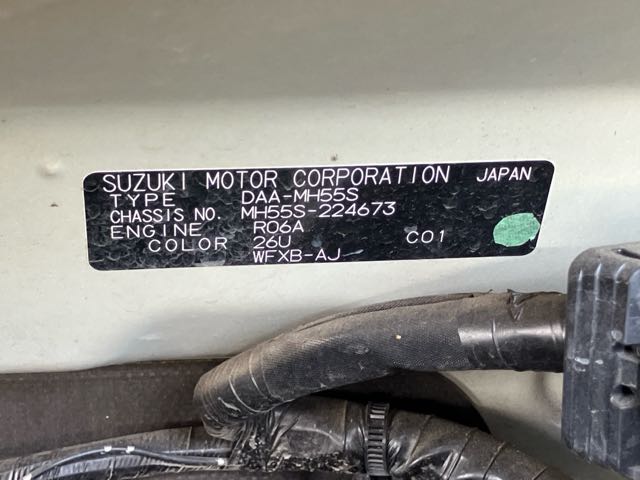 SUZUKI MOTOR CORPORATION JAPAN
TYPE DAA-MH55S
CHASSIS NO. MH55S-224673
ENGINE R06A
COLOR 26U C01
WFXB-AJ